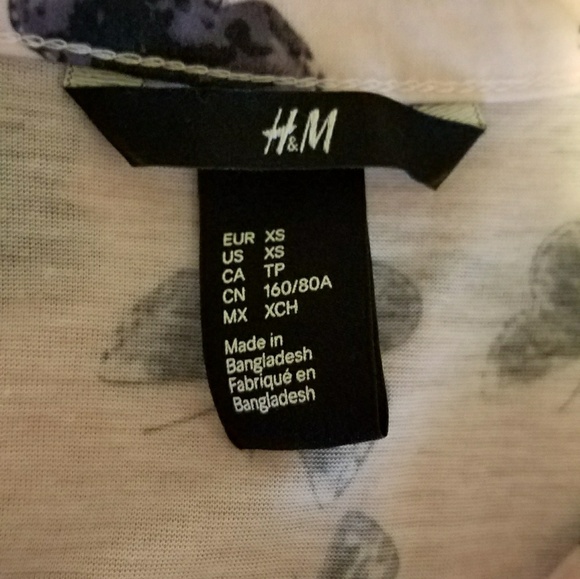 H&M
EUR XS
US XS
CA TP
CN 160/80A
MX XCH
Made in
Bangladesh
Fabriqué en
Bangladesh